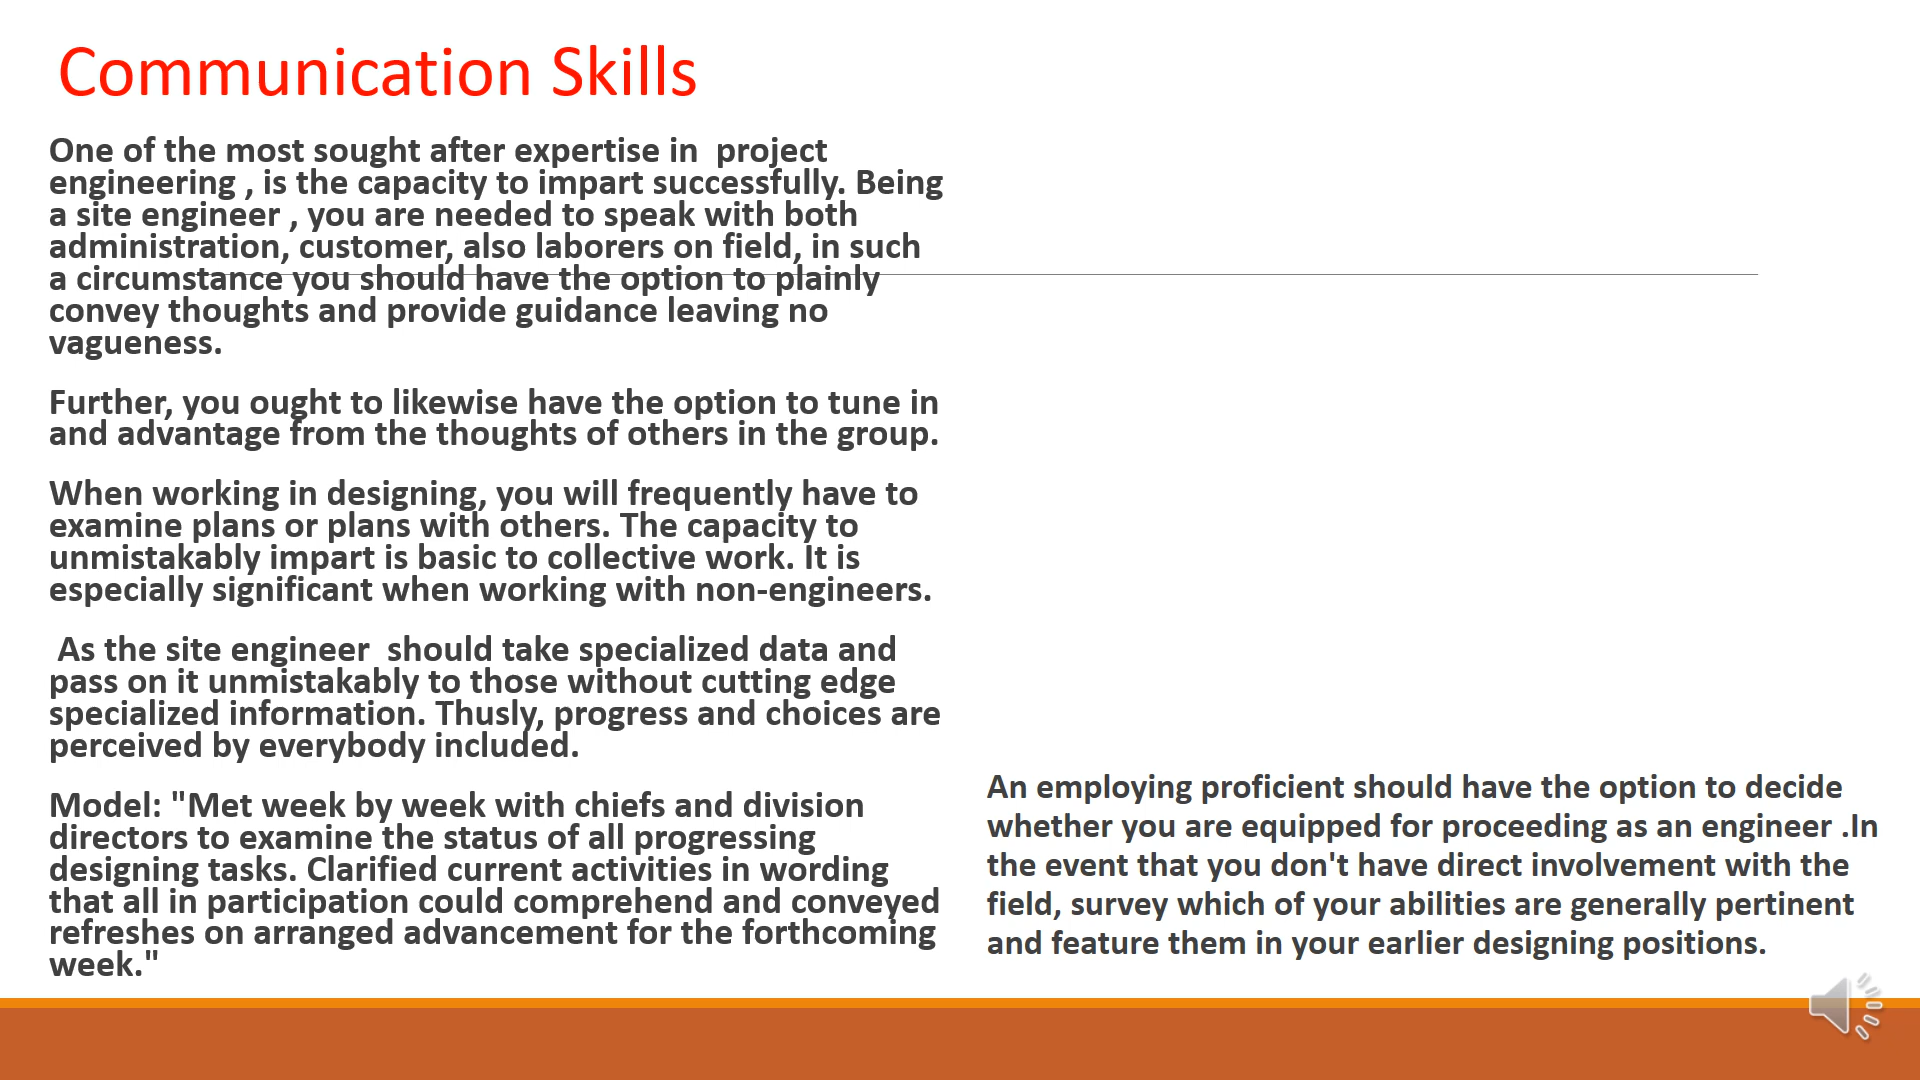 Communication Skills
One of the most sought after expertise in  project
engineering , is the capacity to impart successfully. Being
a site engineer , you are needed to speak with both
administration, customer, also laborers on field, in such
a circumstance you should have the option to plainly
convey thoughts and provide guidance leaving no
vagueness.
Further, you ought to likewise have the option to tune in
and advantage from the thoughts of others in the group.
When working in designing, you will frequently have to
examine plans or plans with others. The capacity to
unmistakably impart is basic to collective work. It is
especially significant when working with non-engineers.
As the site engineer  should take specialized data and
pass on it unmistakably to those without cutting edge
specialized information. Thusly, progress and choices are
perceived by everybody included.
Model: "Met week by week with chiefs and division
directors to examine the status of all progressing
designing tasks. Clarified current activities in wording
that all in participation could comprehend and conveyed
refreshes on arranged advancement for the forthcoming
week."
An employing proficient should have the option to decide
whether you are equipped for proceeding as an engineer .In
the event that you don't have direct involvement with the
field, survey which of your abilities are generally pertinent
and feature them in your earlier designing positions.